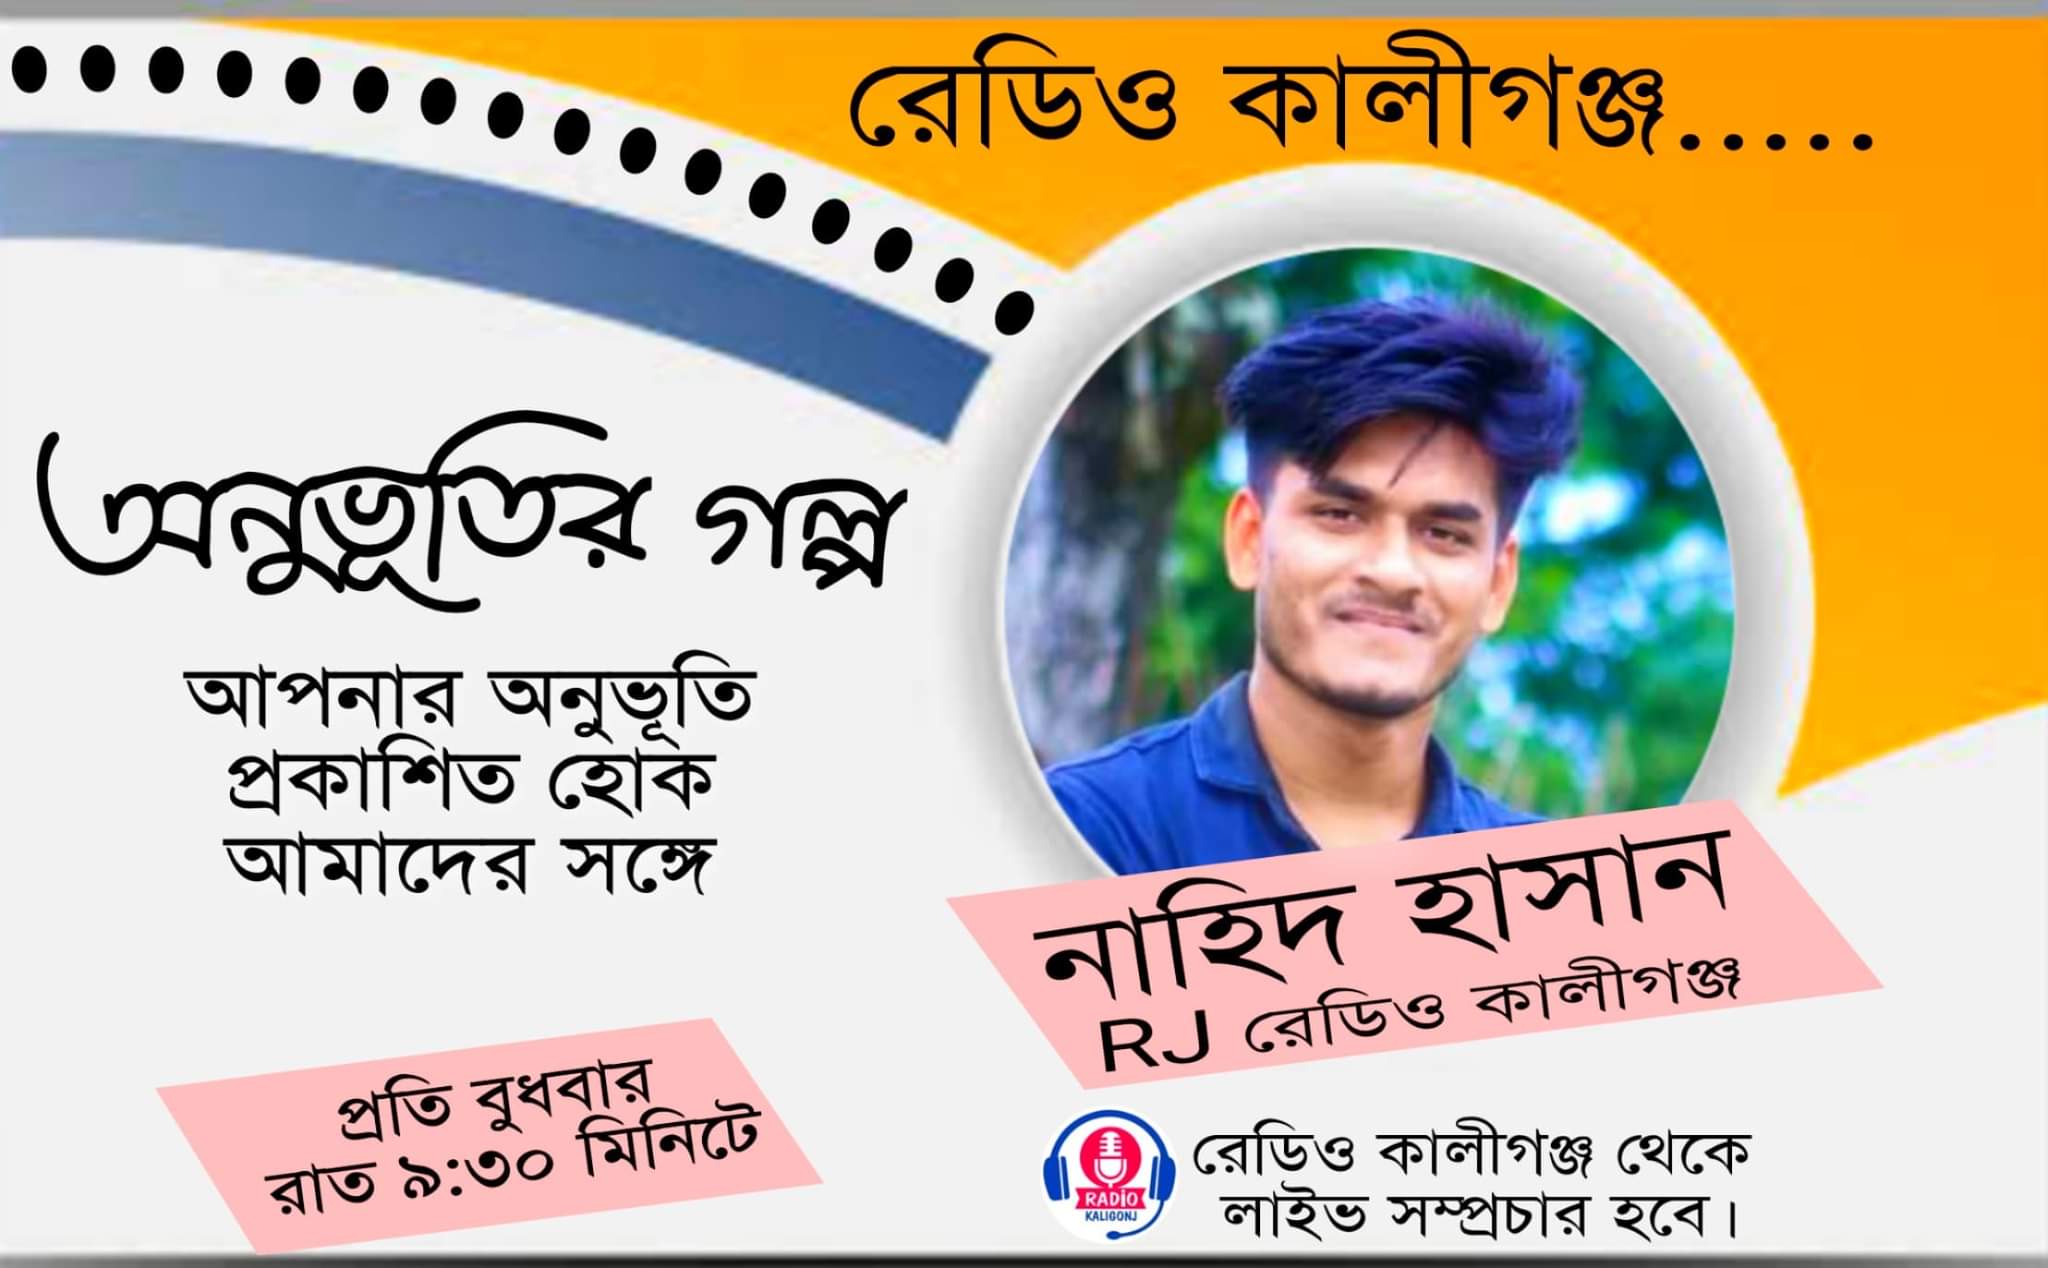 রেডিও কালীগঞ্জ.....
অনুভূতির গল্প
আপনার অনুভূতি
প্রকাশিত হোক
আমাদের সঙ্গে
নাহিদ হাসান
RJ রেডিও কালীগঞ্জ
প্রতি বুধবার
রাত ৯:৩০ মিনিটে
RADIO
KALIGONJ
রেডিও কালীগঞ্জ থেকে
লাইভ সম্প্রচার হবে।